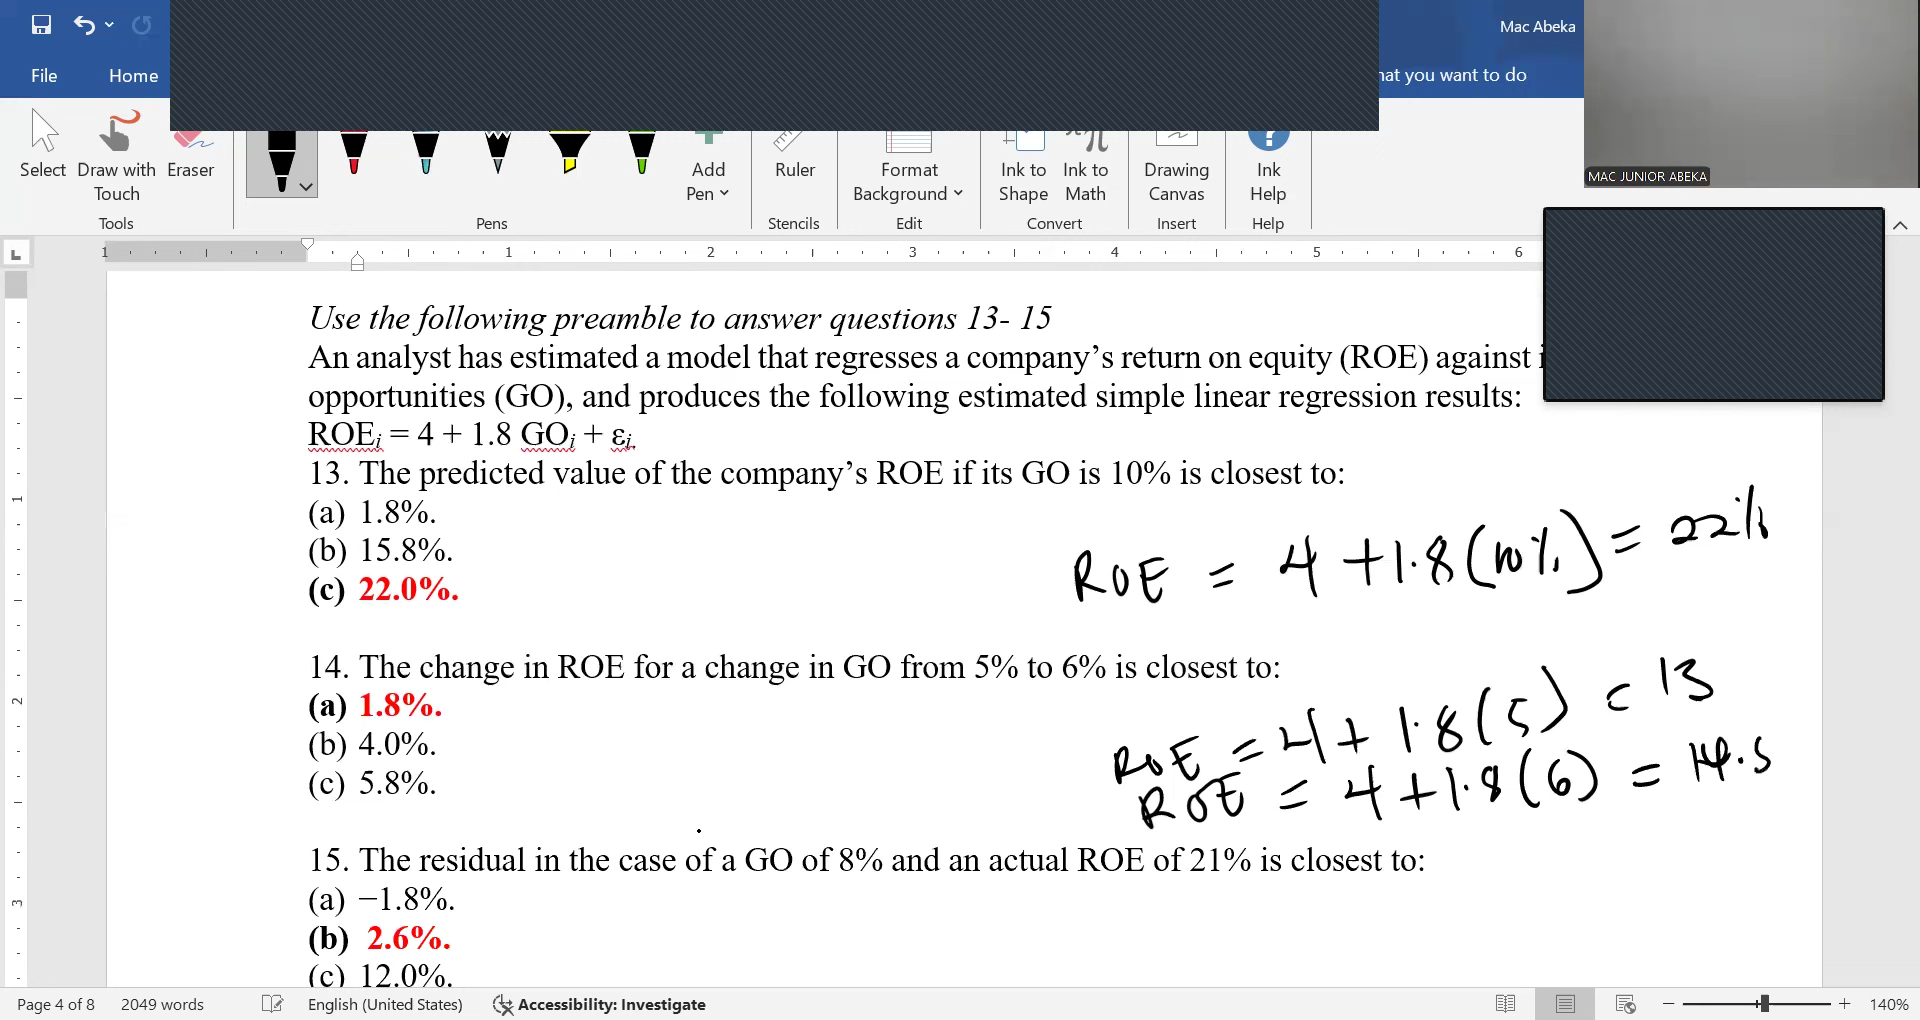 Mac Abeka
File Home hat you want to do
Select Draw with Touch Eraser Add Pen Ruler Format Background Ink to Shape Ink to Math Drawing Canvas Ink Help
Tools Pens Stencils Edit Convert Insert Help
MAC JUNIOR ABEKA
1 1 2 3 4 5 6
Use the following preamble to answer questions 13- 15
An analyst has estimated a model that regresses a company’s return on equity (ROE) against
opportunities (GO), and produces the following estimated simple linear regression results:
ROEi = 4 + 1.8 GOi + εi.
13. The predicted value of the company’s ROE if its GO is 10% is closest to:
(a) 1.8%.
(b) 15.8%.
(c) 22.0%.
ROE = 4 + 1.8 (10%) = 22%
14. The change in ROE for a change in GO from 5% to 6% is closest to:
(a) 1.8%.
(b) 4.0%.
(c) 5.8%.
ROE = 4 + 1.8 (5) = 13
ROE = 4 + 1.8 (6) = 14.
15. The residual in the case of a GO of 8% and an actual ROE of 21% is closest to:
(a) −1.8%.
(b) 2.6%.
(c) 12.0%.
1
2
3
Page 4 of 8 2049 words English (United States) Accessibility: Investigate 140%